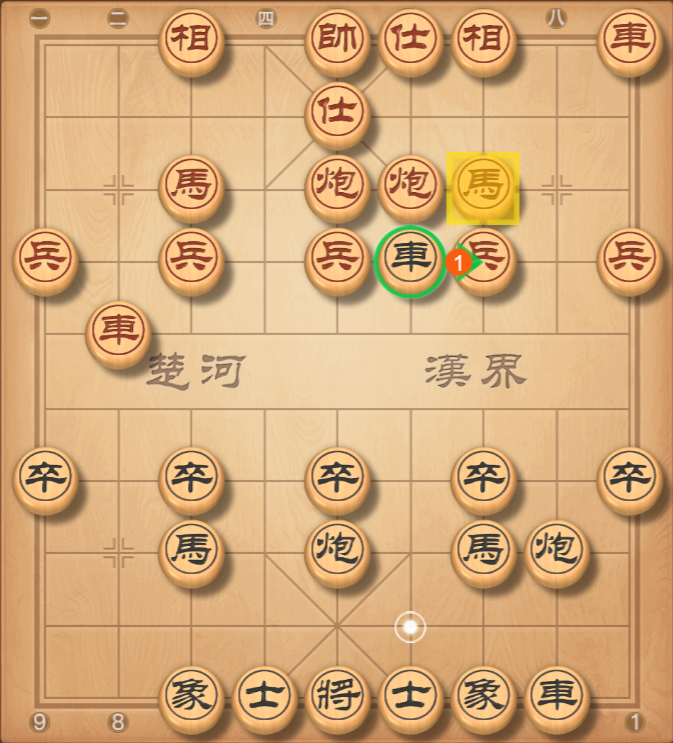 一 二 四 八
相 帥 仕 相 車
仕
馬 炮 炮 馬
兵 兵 兵 車 1 兵 兵
車
楚河 漢界
卒 卒 卒 卒 卒
馬 炮 馬 炮
象 士 将 士 象 車
9 8 1